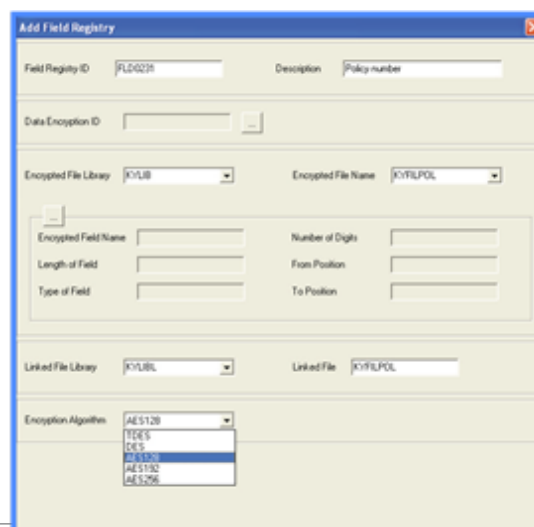 Add Field Registry
Field Registry ID FLD0231 Description Policy number
Data Encryption ID ...
Encrypted File Library KYLIB Encrypted File Name KYFILPOL
...
Encrypted Field Name Number of Digits
Length of Field From Position
Type of Field To Position
Linked File Library KYLIBL Linked File KYFILPOL
Encryption Algorithm AES128
TDES
DES
AES128
AES192
AES256